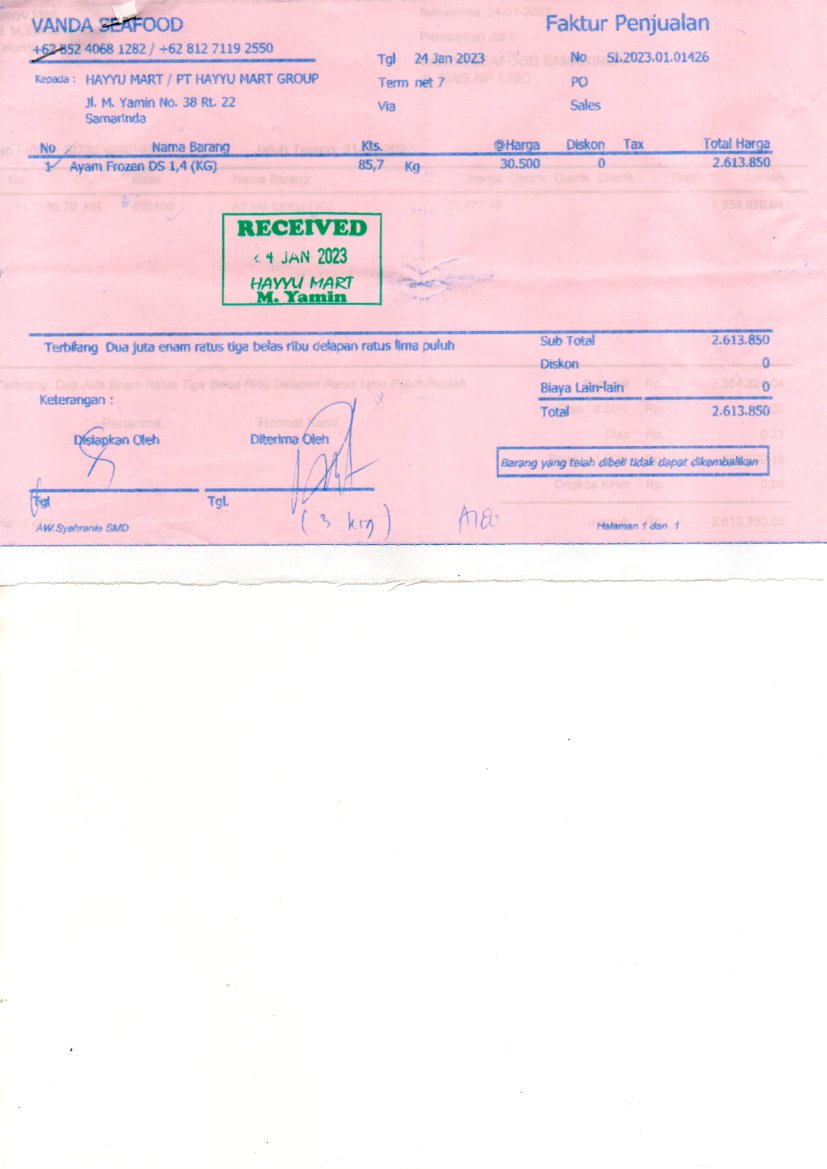 VANDA SEAFOOD
+62 852 4068 1282 / +62 812 7119 2550
Faktur Penjualan
Kepada : HAYYU MART / PT HAYYU MART GROUP
Jl. M. Yamin No. 38 Rt. 22
Samarinda
Tgl 24 Jan 2023 No SI.2023.01.01426
Term net 7 PO
Via Sales
No Nama Barang Kts. @Harga Diskon Tax Total Harga
1 Ayam Frozen DS 1,4 (KG) 85,7 Kg 30.500 0 2.613.850
RECEIVED
4 JAN 2023
HAYYU MART
M. Yamin
Terbilang Dua juta enam ratus tiga belas ribu delapan ratus lima puluh
Sub Total 2.613.850
Diskon 0
Biaya Lain-lain 0
Total 2.613.850
Keterangan :
Disiapkan Oleh Diterima Oleh
Barang yang telah dibeli tidak dapat dikembalikan
Tgl Tgl.
(3 krg)
AW.Syahranie SMD
Halaman 1 dari 1